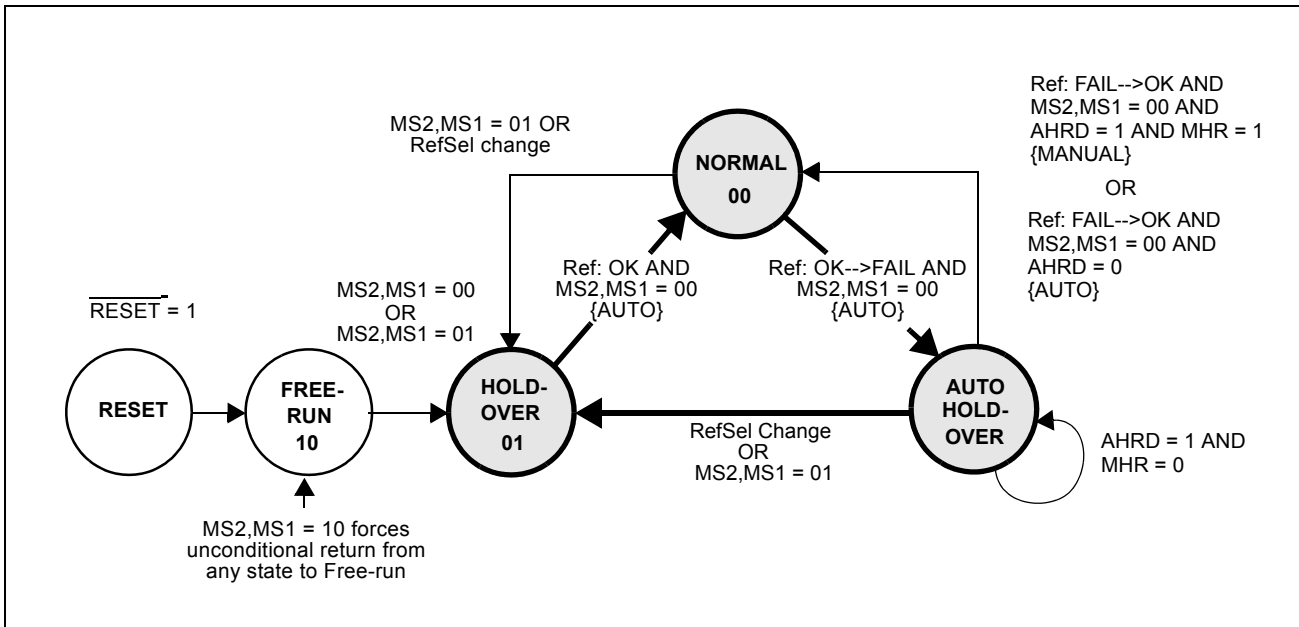 Ref: FAIL-->OK AND
MS2,MS1 = 00 AND
AHRD = 1 AND MHR = 1
{MANUAL}
OR
Ref: FAIL-->OK AND
MS2,MS1 = 00 AND
AHRD = 0
{AUTO}
MS2,MS1 = 01 OR
RefSel change
NORMAL
00
Ref: OK AND
MS2,MS1 = 00
{AUTO}
Ref: OK-->FAIL AND
MS2,MS1 = 00
{AUTO}
RESET = 1
MS2,MS1 = 00
OR
MS2,MS1 = 01
RESET
FREE-
RUN
10
HOLD-
OVER
01
AUTO
HOLD-
OVER
RefSel Change
OR
MS2,MS1 = 01
AHRD = 1 AND
MHR = 0
MS2,MS1 = 10 forces
unconditional return from
any state to Free-run